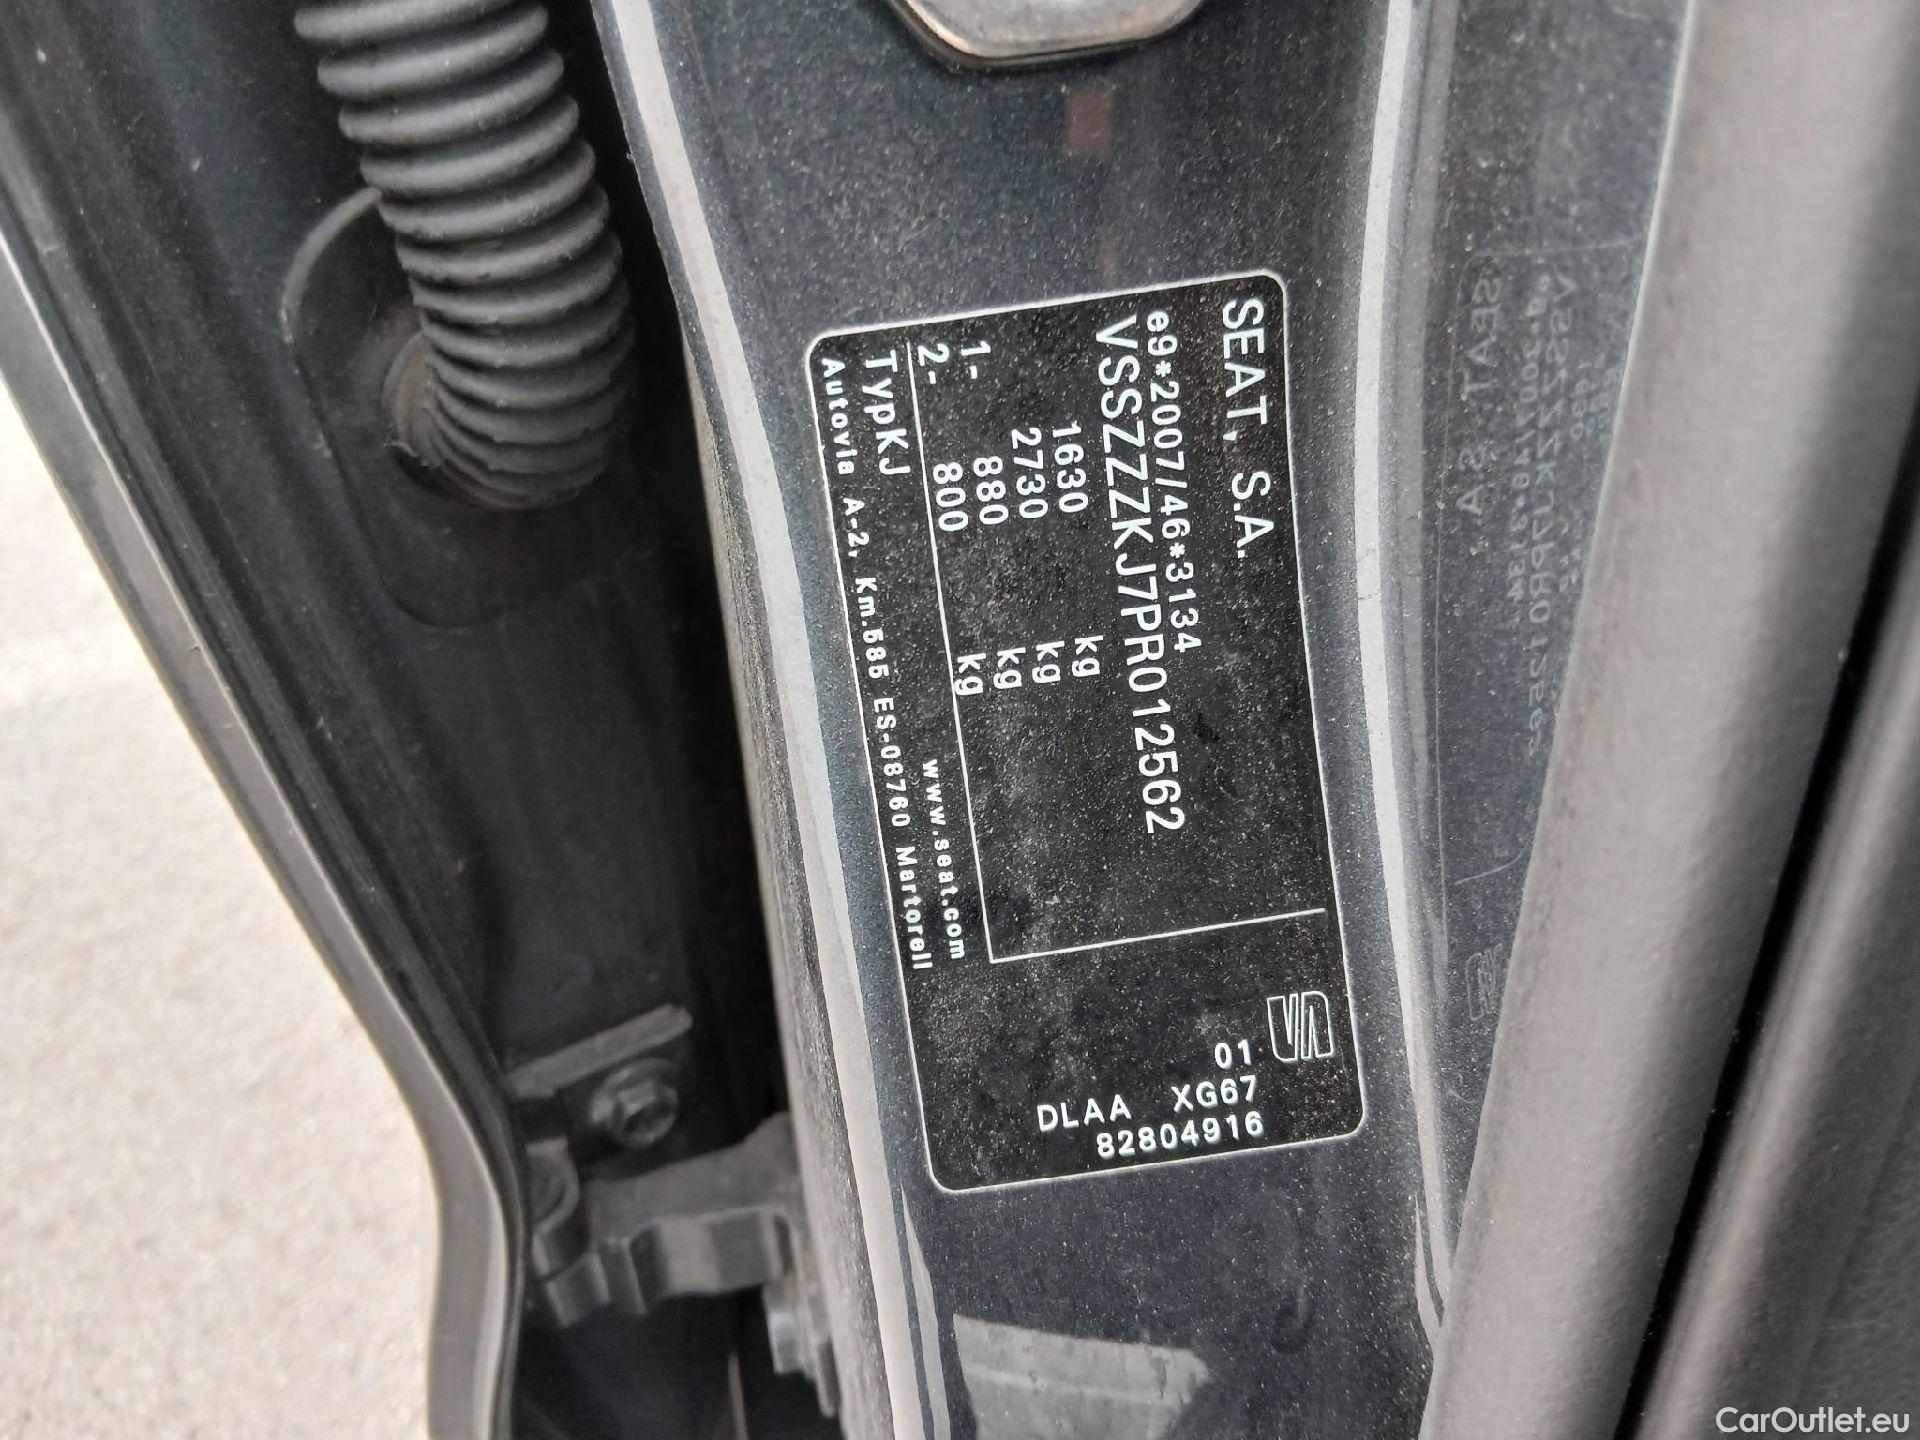 SEAT, S.A.
e9*2007/46*3134
VSSZZZKJ7PR012562
1630 kg
2730 kg
1- 880 kg
2.- 800 kg
TypKJ www.seat.com
Autovia A-2, Km.585 ES-08760 Martorell
01
DLAA XG67
82804916
SEAT, S.A.
CarOutlet.eu